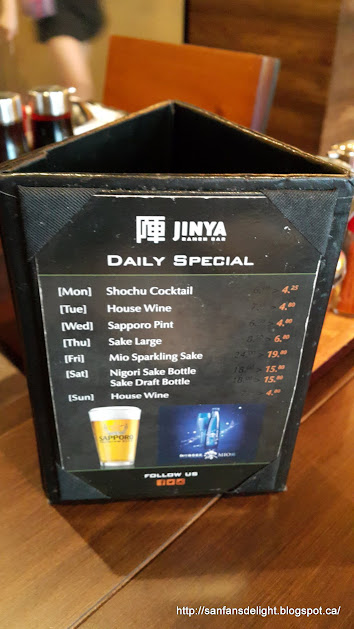 陣 JINYA
RAMEN BAR
DAILY SPECIAL
[Mon] Shochu Cocktail 4.25
[Tue] House Wine 4.80
[Wed] Sapporo Pint 4.80
[Thu] Sake Large 6.80
[Fri] Mio Sparkling Sake 19.80
[Sat] Nigori Sake Bottle 15.80
Sake Draft Bottle 15.80
[Sun] House Wine 4.80
SAPPORO
MIO
FOLLOW US
http://sanfansdelight.blogspot.ca/